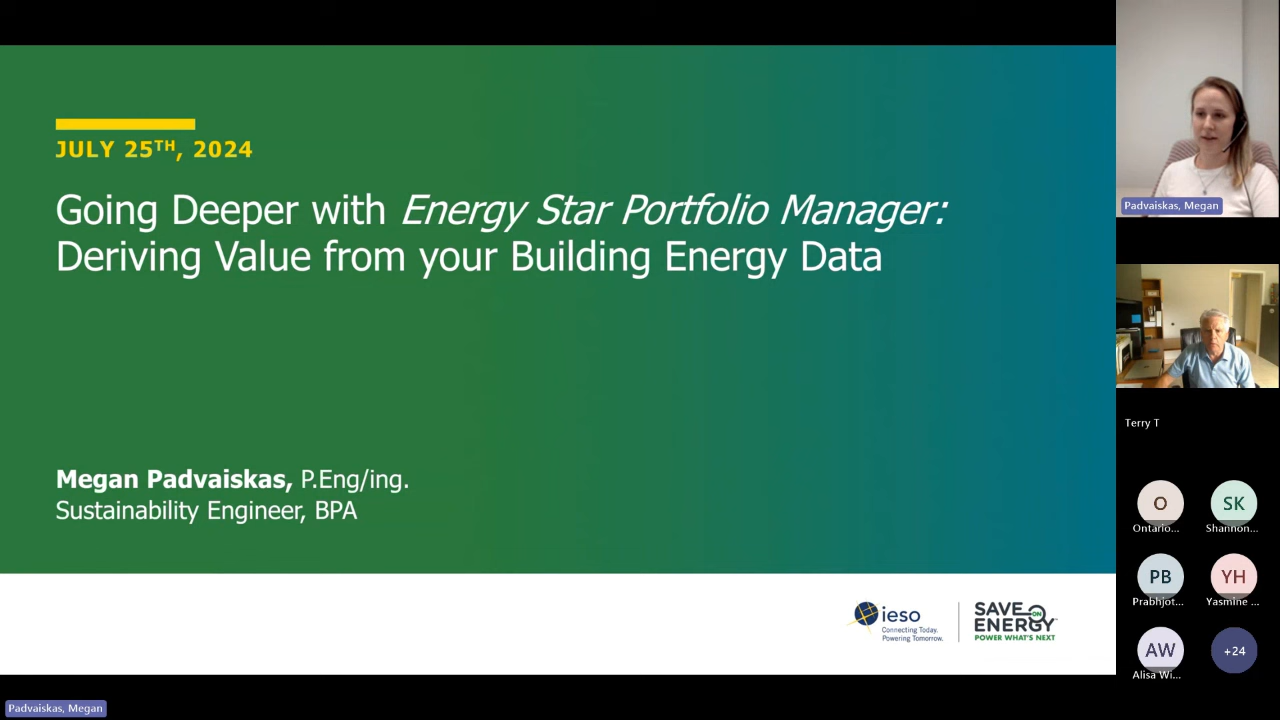 JULY 25TH, 2024
Going Deeper with Energy Star Portfolio Manager:
Deriving Value from your Building Energy Data
Megan Padvaiskas, P.Eng/ing.
Sustainability Engineer, BPA
ieso
Connecting Today.
Powering Tomorrow.
SAVE ON
ENERGY
POWER WHAT'S NEXT
Padvaiskas, Megan
Padvaiskas, Megan
Terry T
O
SK
Ontario...
Shannon...
PB
YH
Prabhjot...
Yasmine ...
AW
+24
Alisa Wi...